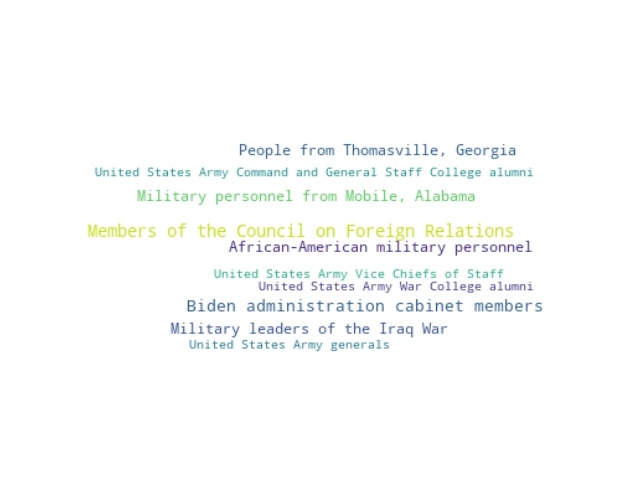 People from Thomasville, Georgia
United States Army Command and General Staff College alumni
Military personnel from Mobile, Alabama
Members of the Council on Foreign Relations
African-American military personnel
United States Army Vice Chiefs of Staff
United States Army War College alumni
Biden administration cabinet members
Military leaders of the Iraq War
United States Army generals